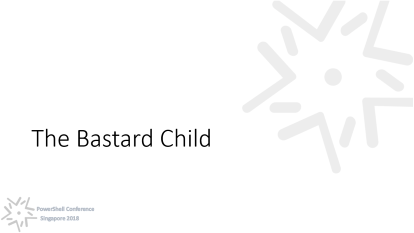 The Bastard Child
PowerShell Conference
Singapore 2018